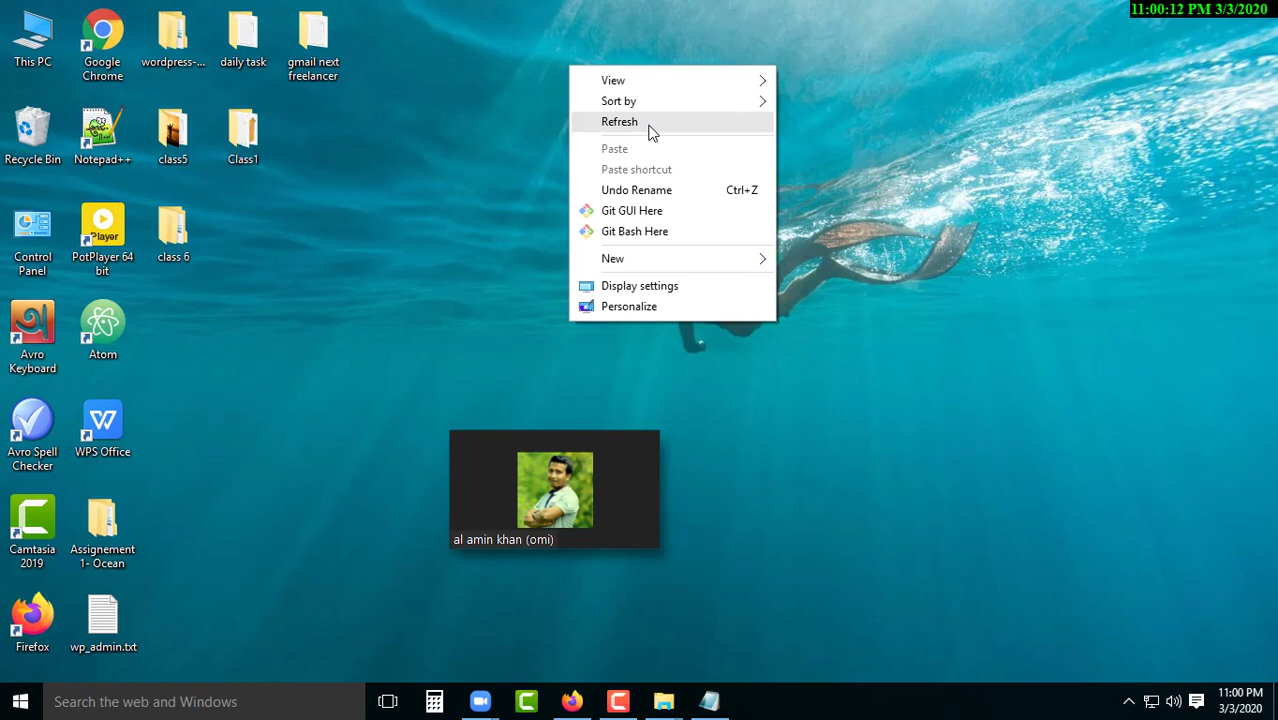 11:00:12 PM 3/3/2020
This PC
Google
Chrome
wordpress-...
daily task
gmail next
freelancer
Recycle Bin
Notepad++
class5
Class1
Control
Panel
Player
PotPlayer 64
bit
class 6
Avro
Keyboard
Atom
Avro Spell
Checker
WPS Office
Camtasia
2019
Assignement
1- Ocean
Firefox
wp_admin.txt
View
Sort by
Refresh
Paste
Paste shortcut
Undo Rename Ctrl+Z
Git GUI Here
Git Bash Here
New
Display settings
Personalize
al amin khan (omi)
Search the web and Windows
11:00 PM
3/3/2020